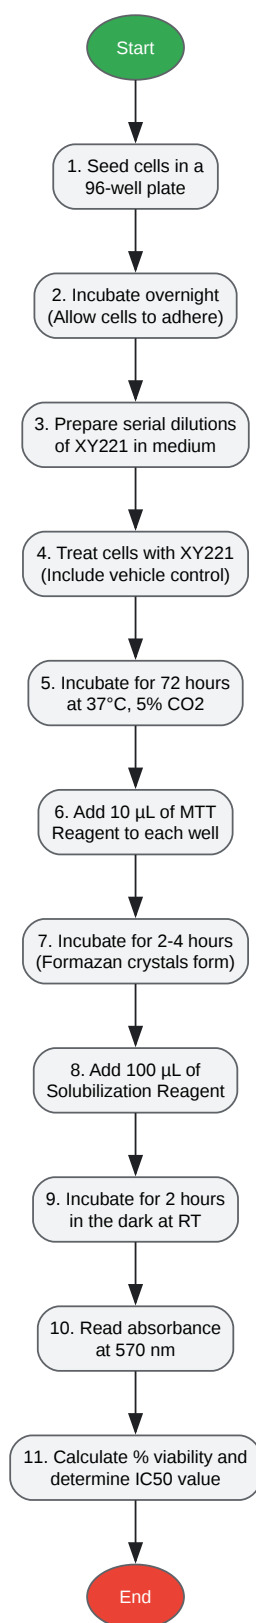 Start
1. Seed cells in a
96-well plate
2. Incubate overnight
(Allow cells to adhere)
3. Prepare serial dilutions
of XY221 in medium
4. Treat cells with XY221
(Include vehicle control)
5. Incubate for 72 hours
at 37°C, 5% CO2
6. Add 10 µL of MTT
Reagent to each well
7. Incubate for 2-4 hours
(Formazan crystals form)
8. Add 100 µL of
Solubilization Reagent
9. Incubate for 2 hours
in the dark at RT
10. Read absorbance
at 570 nm
11. Calculate % viability and
determine IC50 value
End